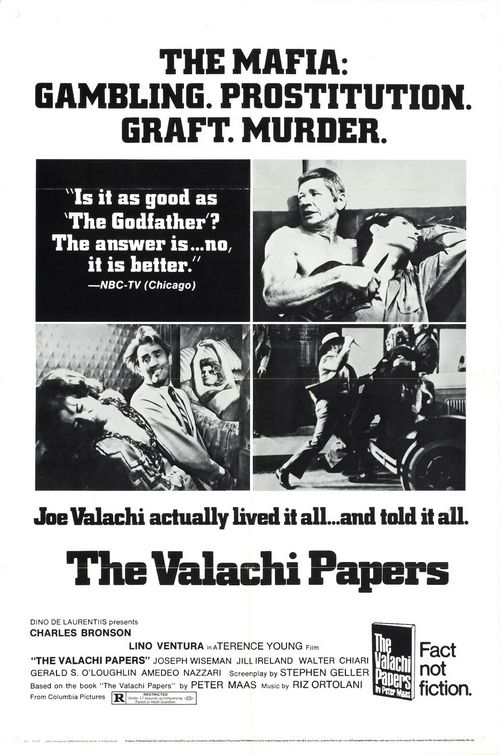 THE MAFIA:
GAMBLING. PROSTITUTION.
GRAFT. MURDER.
"Is it as good as
'The Godfather'?
The answer is...no,
it is better."
—NBC-TV (Chicago)
Joe Valachi actually lived it all...and told it all.
The Valachi Papers
DINO DE LAURENTIIS presents
CHARLES BRONSON
LINO VENTURA in A TERENCE YOUNG Film
"THE VALACHI PAPERS" JOSEPH WISEMAN JILL IRELAND WALTER CHIARI
GERALD S. O'LOUGHLIN AMEDEO NAZZARI Screenplay by STEPHEN GELLER
Based on the book "The Valachi Papers" by PETER MAAS Music by RIZ ORTOLANI
From Columbia Pictures R RESTRICTED
The
Valachi
Papers
by Peter Maas
Fact
not
fiction.